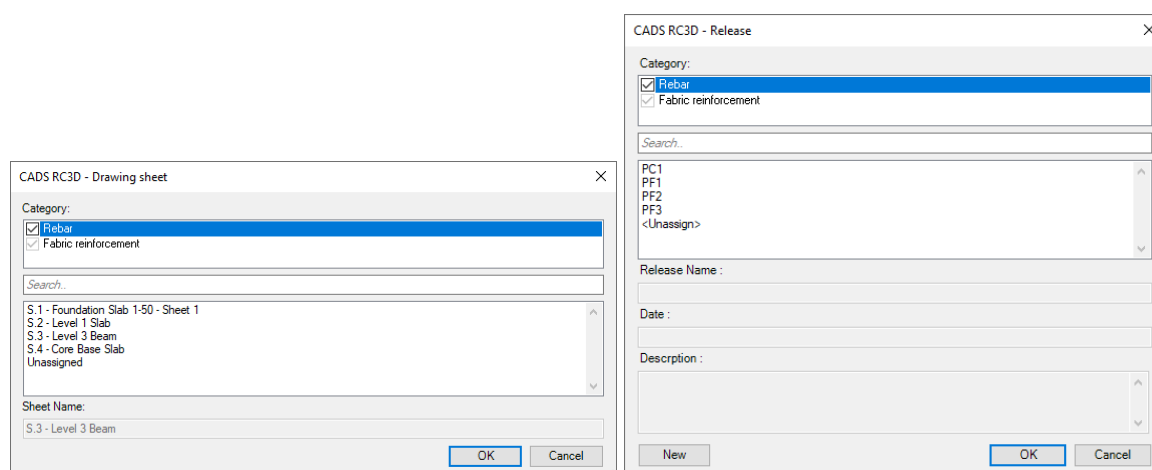 CADS RC3D - Drawing sheet
Category:
Rebar
Fabric reinforcement
Search..
S.1 - Foundation Slab 1-50 - Sheet 1
S.2 - Level 1 Slab
S.3 - Level 3 Beam
S.4 - Core Base Slab
Unassigned
Sheet Name:
S.3 - Level 3 Beam
OK
Cancel
CADS RC3D - Release
Category:
Rebar
Fabric reinforcement
Search..
PC1
PF1
PF2
PF3
<Unassign>
Release Name :
Date :
Descrption :
New
OK
Cancel